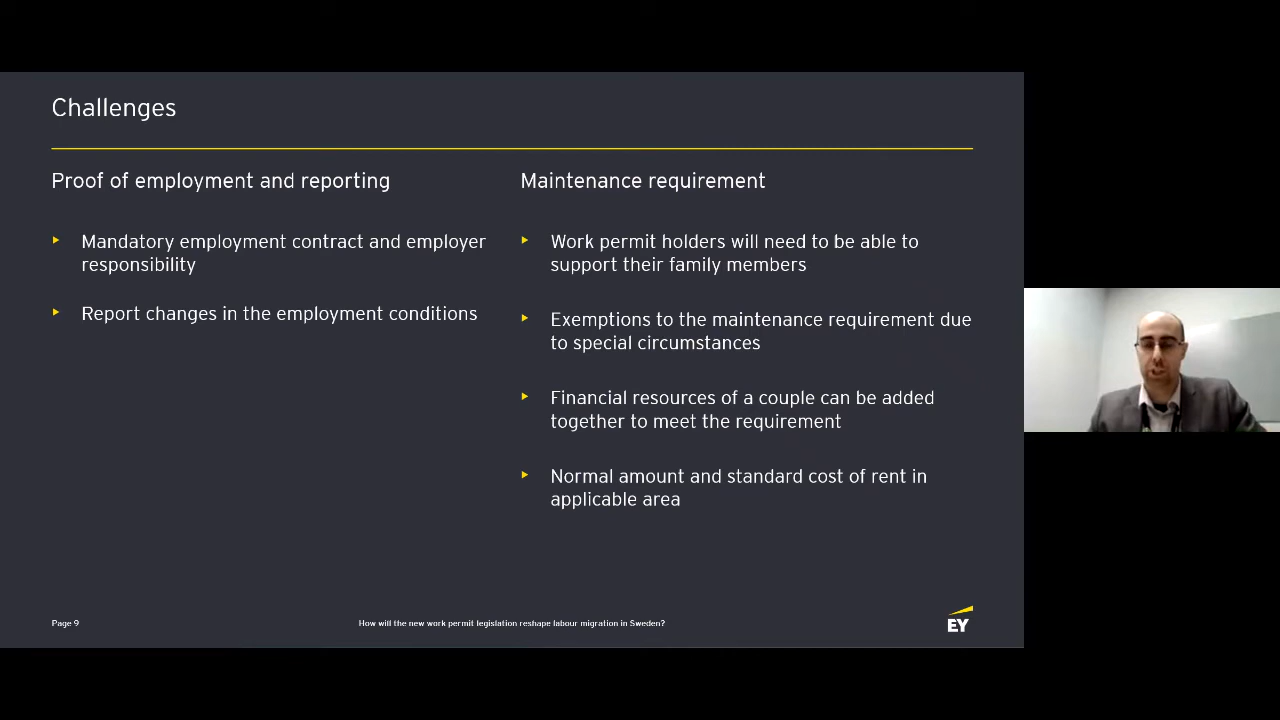 Challenges
Proof of employment and reporting
Mandatory employment contract and employer
responsibility
Report changes in the employment conditions
Maintenance requirement
Work permit holders will need to be able to
support their family members
Exemptions to the maintenance requirement due
to special circumstances
Financial resources of a couple can be added
together to meet the requirement
Normal amount and standard cost of rent in
applicable area
Page 9
How will the new work permit legislation reshape labour migration in Sweden?
EY